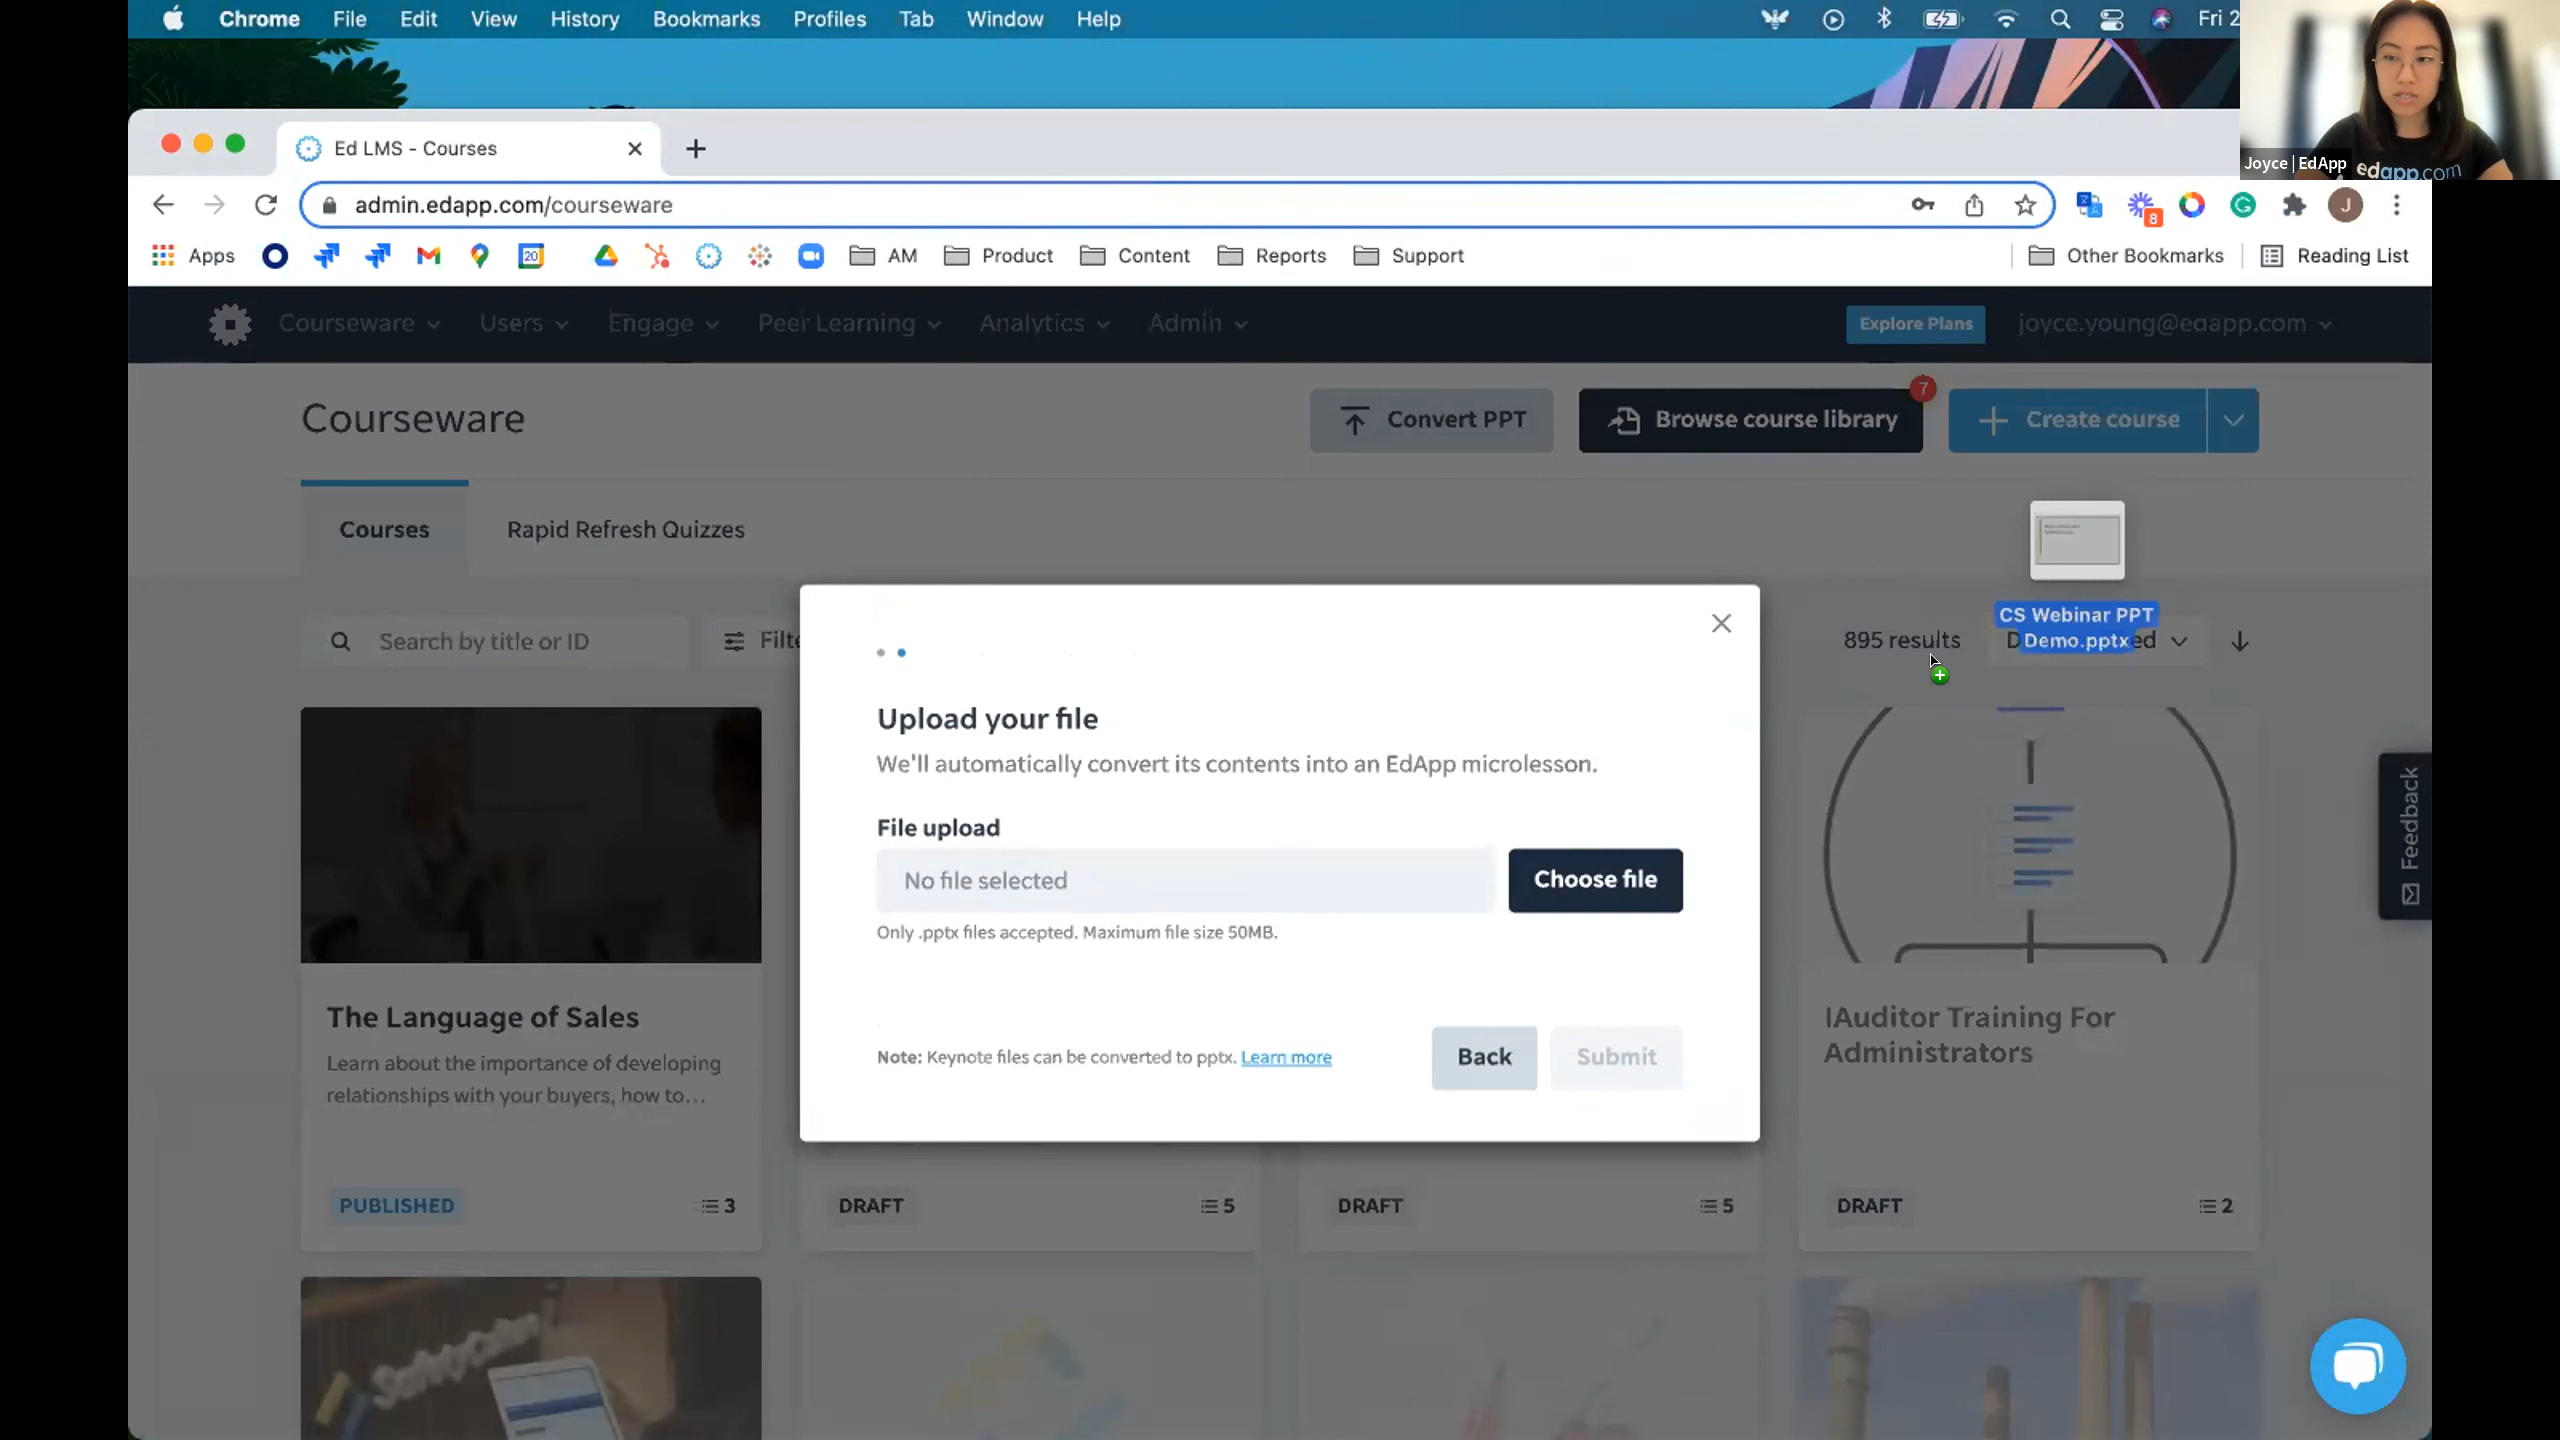 Chrome File Edit View History Bookmarks Profiles Tab Window Help
Fri 2
Joyce | EdApp
edapp.com
Ed LMS - Courses
admin.edapp.com/courseware
8
J
Apps
20
AM Product Content Reports Support
Other Bookmarks Reading List
Courseware Users Engage Peer Learning Analytics Admin
Explore Plans joyce.young@edapp.com
Courseware
Convert PPT
Browse course library
7
Create course
Courses Rapid Refresh Quizzes
CS Webinar PPT
Demo.pptx
Search by title or ID
895 results
Upload your file
We'll automatically convert its contents into an EdApp microlesson.
File upload
No file selected
Choose file
Only .pptx files accepted. Maximum file size 50MB.
Note: Keynote files can be converted to pptx. Learn more
Back
Submit
The Language of Sales
Learn about the importance of developing
relationships with your buyers, how to...
PUBLISHED
3
DRAFT
5
DRAFT
5
IAuditor Training For
Administrators
DRAFT
2
Feedback